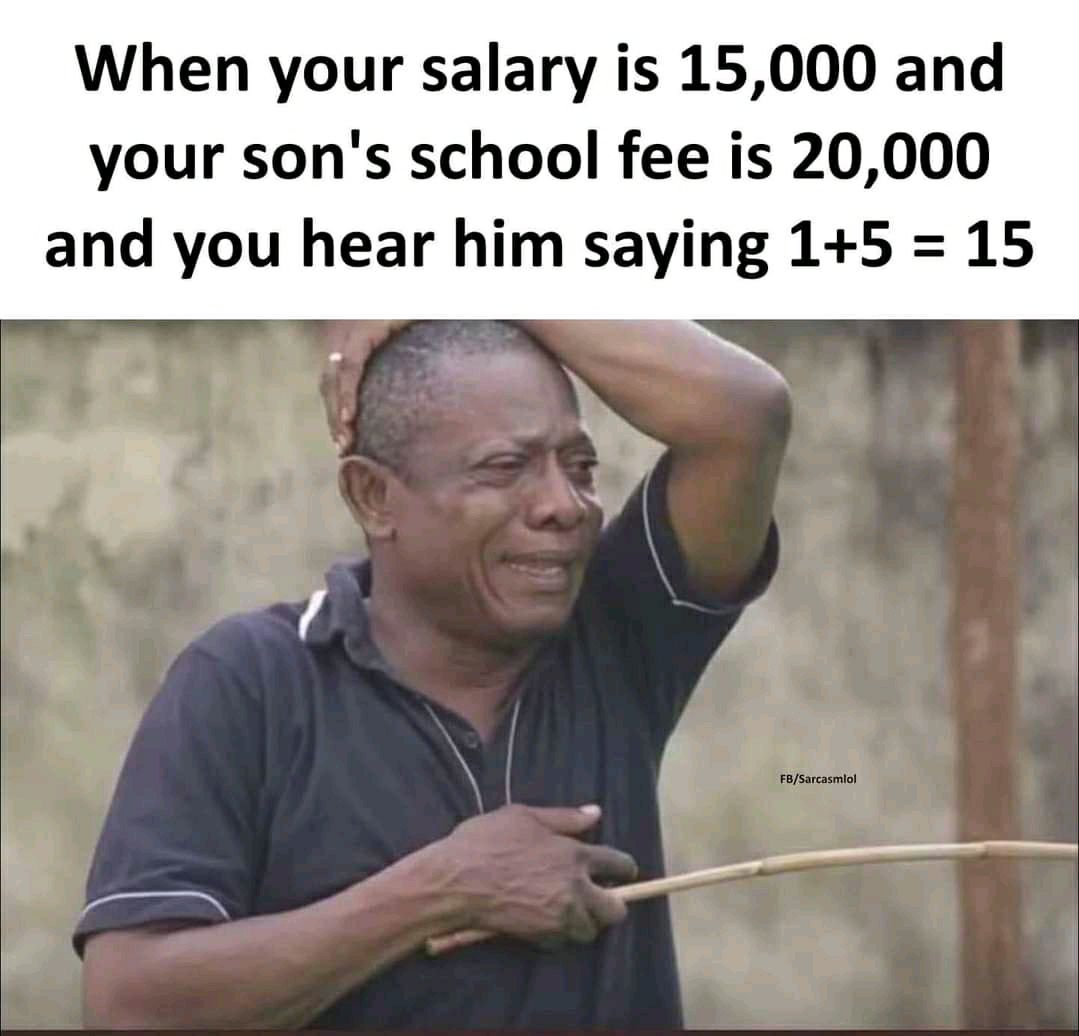 When your salary is 15,000 and
your son's school fee is 20,000
and you hear him saying 1+5 = 15
FB/Sarcasmlol